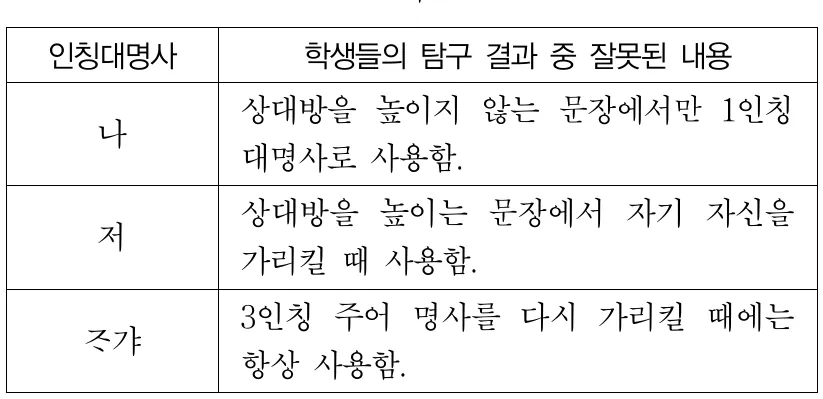 인칭대명사 학생들의 탐구 결과 중 잘못된 내용
나 상대방을 높이지 않는 문장에서만 1인칭
대명사로 사용함.
저 상대방을 높이는 문장에서 자기 자신을
가리킬 때 사용함.
ᄌᆞ갸 3인칭 주어 명사를 다시 가리킬 때에는
항상 사용함.